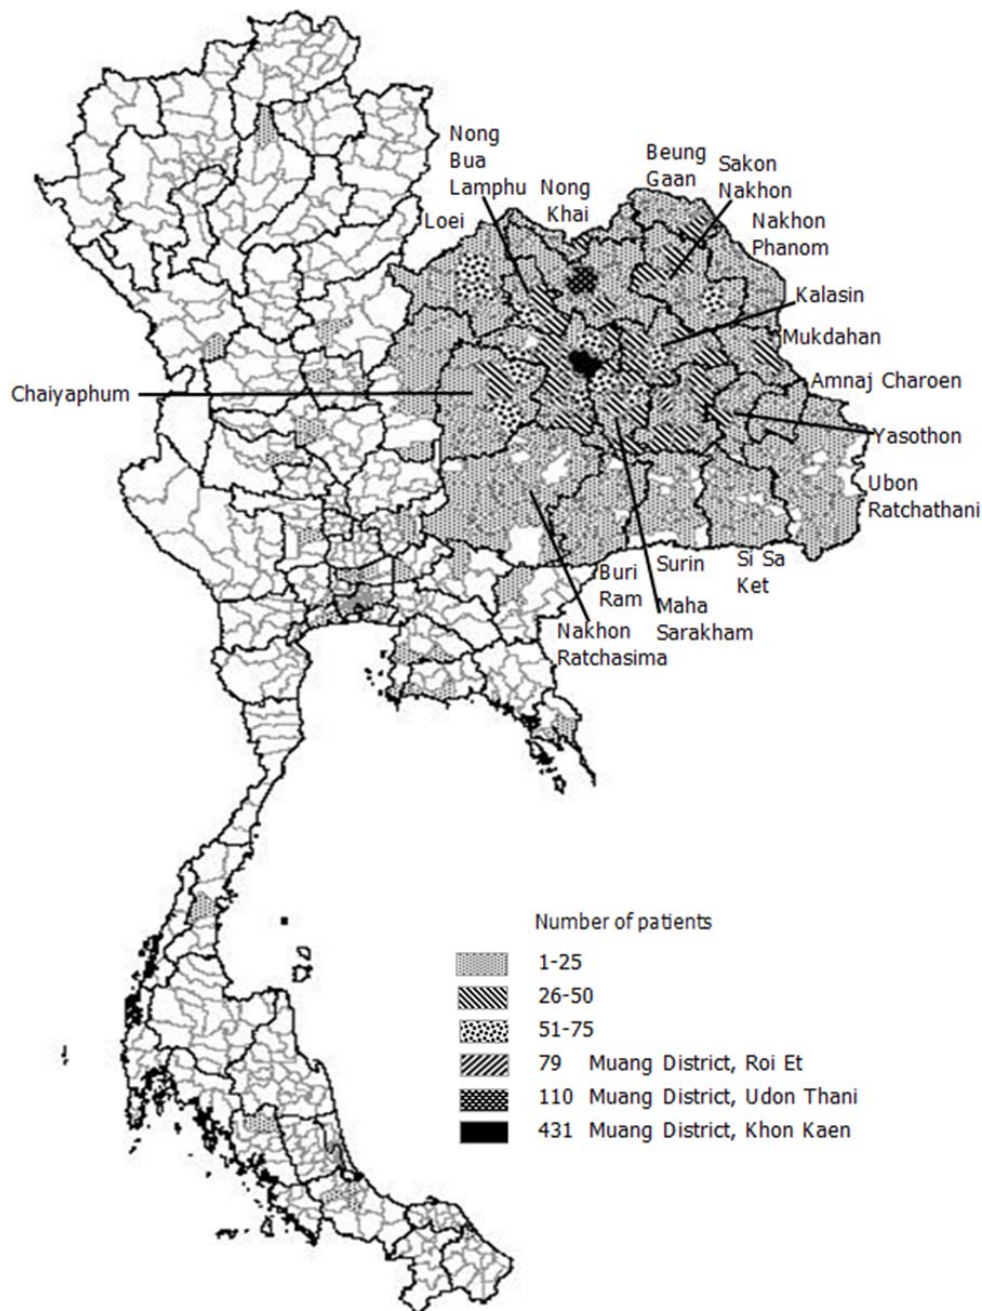 Nong
Bua
Lamphu
Loei
Nong
Khai
Beung
Gaan
Sakon
Nakhon
Nakhon
Phanom
Kalasin
Mukdahan
Amnaj Charoen
Chaiyaphum
Yasothon
Ubon
Ratchathani
Si Sa
Ket
Surin
Buri
Ram
Maha
Sarakham
Nakhon
Ratchasima
Number of patients
1-25
26-50
51-75
79 Muang District, Roi Et
110 Muang District, Udon Thani
431 Muang District, Khon Kaen